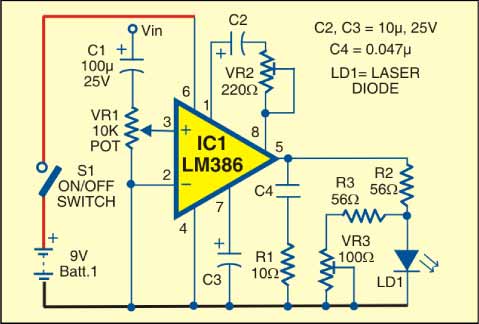 Vin
C2
C2, C3 = 10µ, 25V
C4 = 0.047µ
LD1= LASER
DIODE
C1
100µ
25V
+
+
VR2
220Ω
6
1
VR1
10K
POT
3
+
IC1
LM386
8
5
2
–
S1
ON/OFF
SWITCH
4
7
C4
R3
56Ω
R2
56Ω
+
9V
Batt.1
+
C3
R1
10Ω
VR3
100Ω
LD1